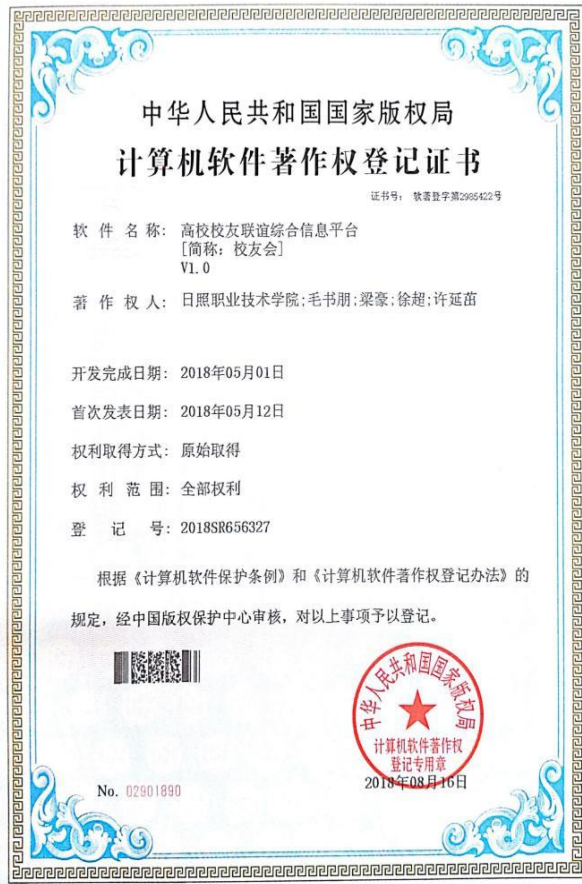 中华人民共和国国家版权局
计算机软件著作权登记证书
证书号： 软著登字第2985422号
软件名称： 高校校友联谊综合信息平台
[简称：校友会]
V1.0
著作权人： 日照职业技术学院;毛书朋;梁豪;徐超;许延茁
开发完成日期： 2018年05月01日
首次发表日期： 2018年05月12日
权利取得方式： 原始取得
权利范围： 全部权利
登记号： 2018SR656327
根据《计算机软件保护条例》和《计算机软件著作权登记办法》的
规定，经中国版权保护中心审核，对以上事项予以登记。
中华人民共和国国家版权局
计算机软件著作权
登记专用章
2018年08月16日
No. 02901890